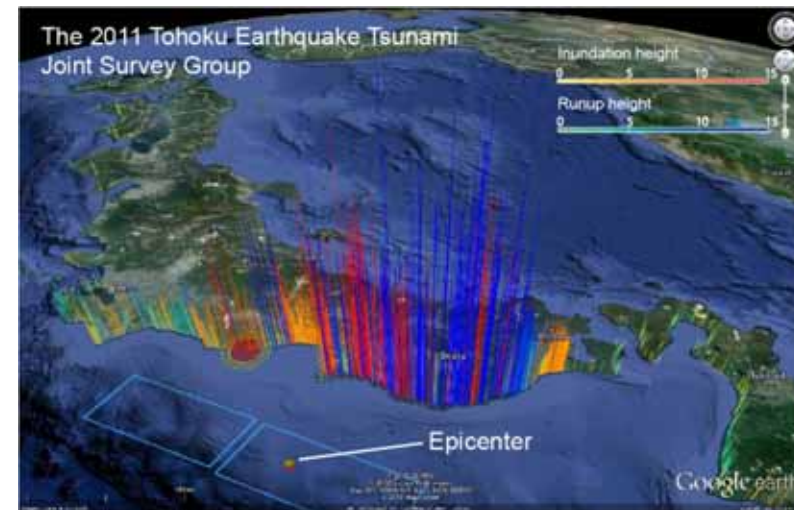 The 2011 Tohoku Earthquake Tsunami
Joint Survey Group
Inundation height
0 5 10 15
Runup height
0 5 10 15
Epicenter
Google earth